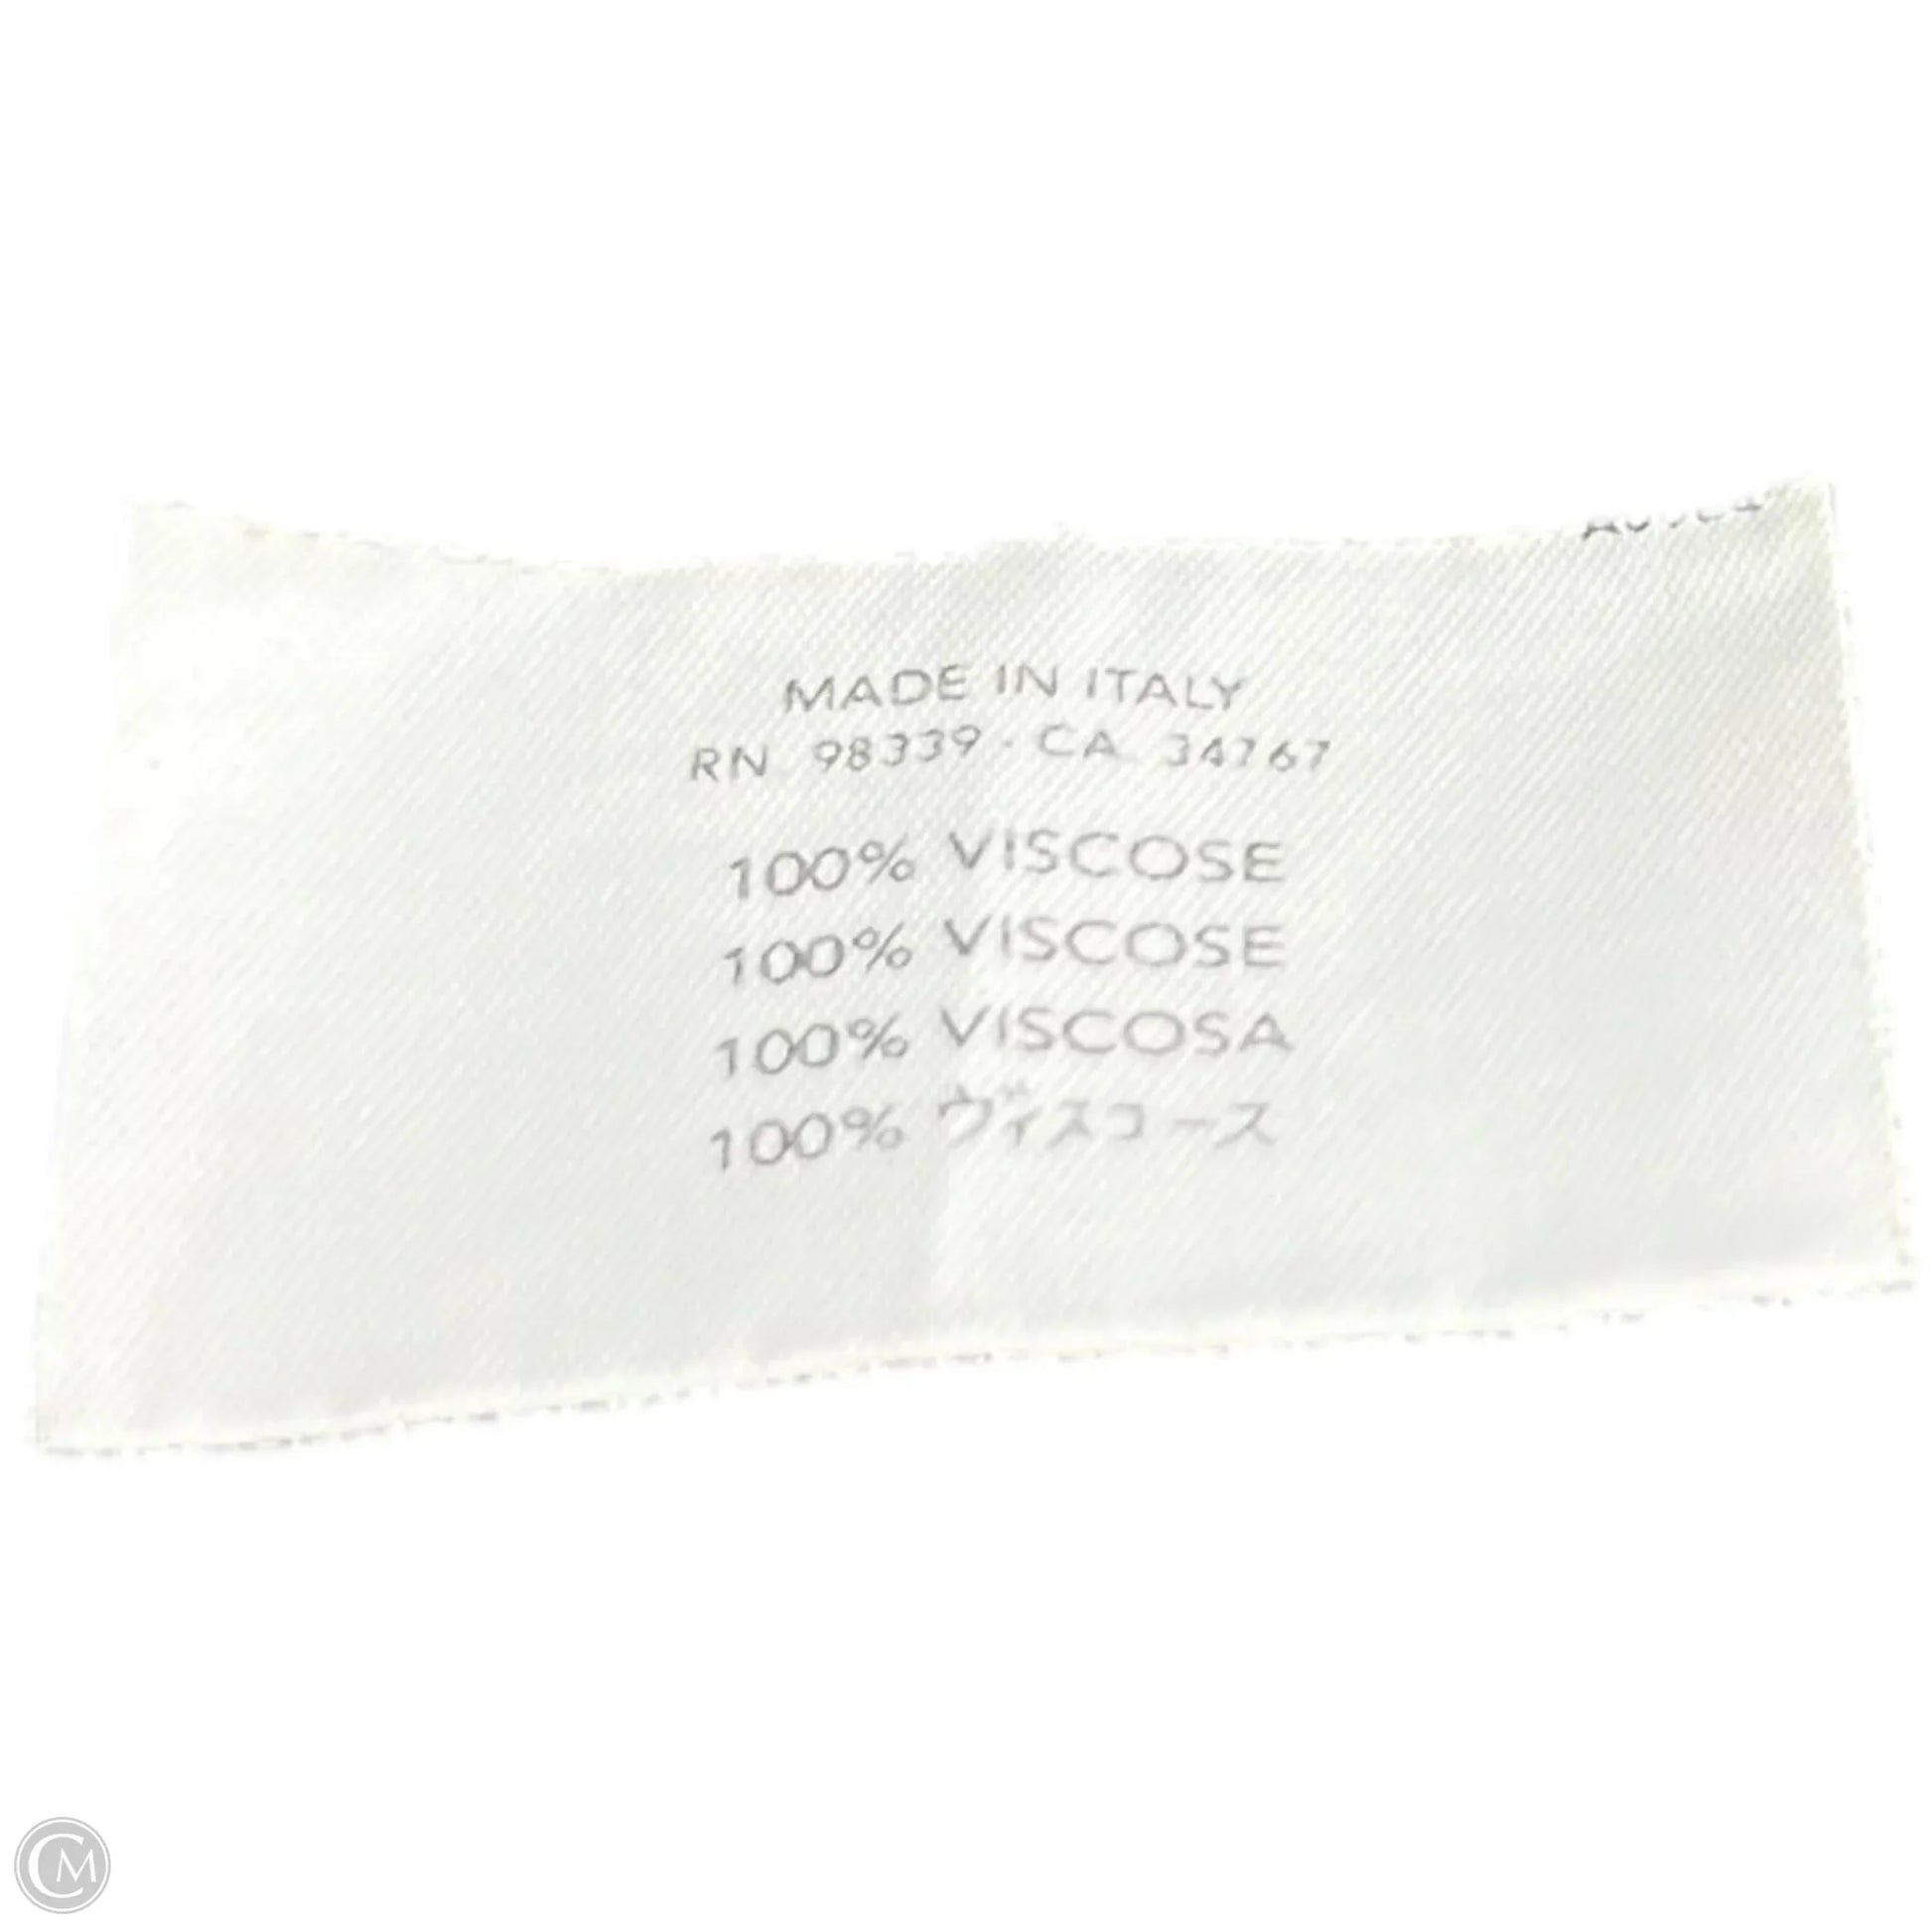 MADE IN ITALY
RN 98339 - CA 34767
100% VISCOSE
100% VISCOSE
100% VISCOSA
100% ヴィスコース
CM